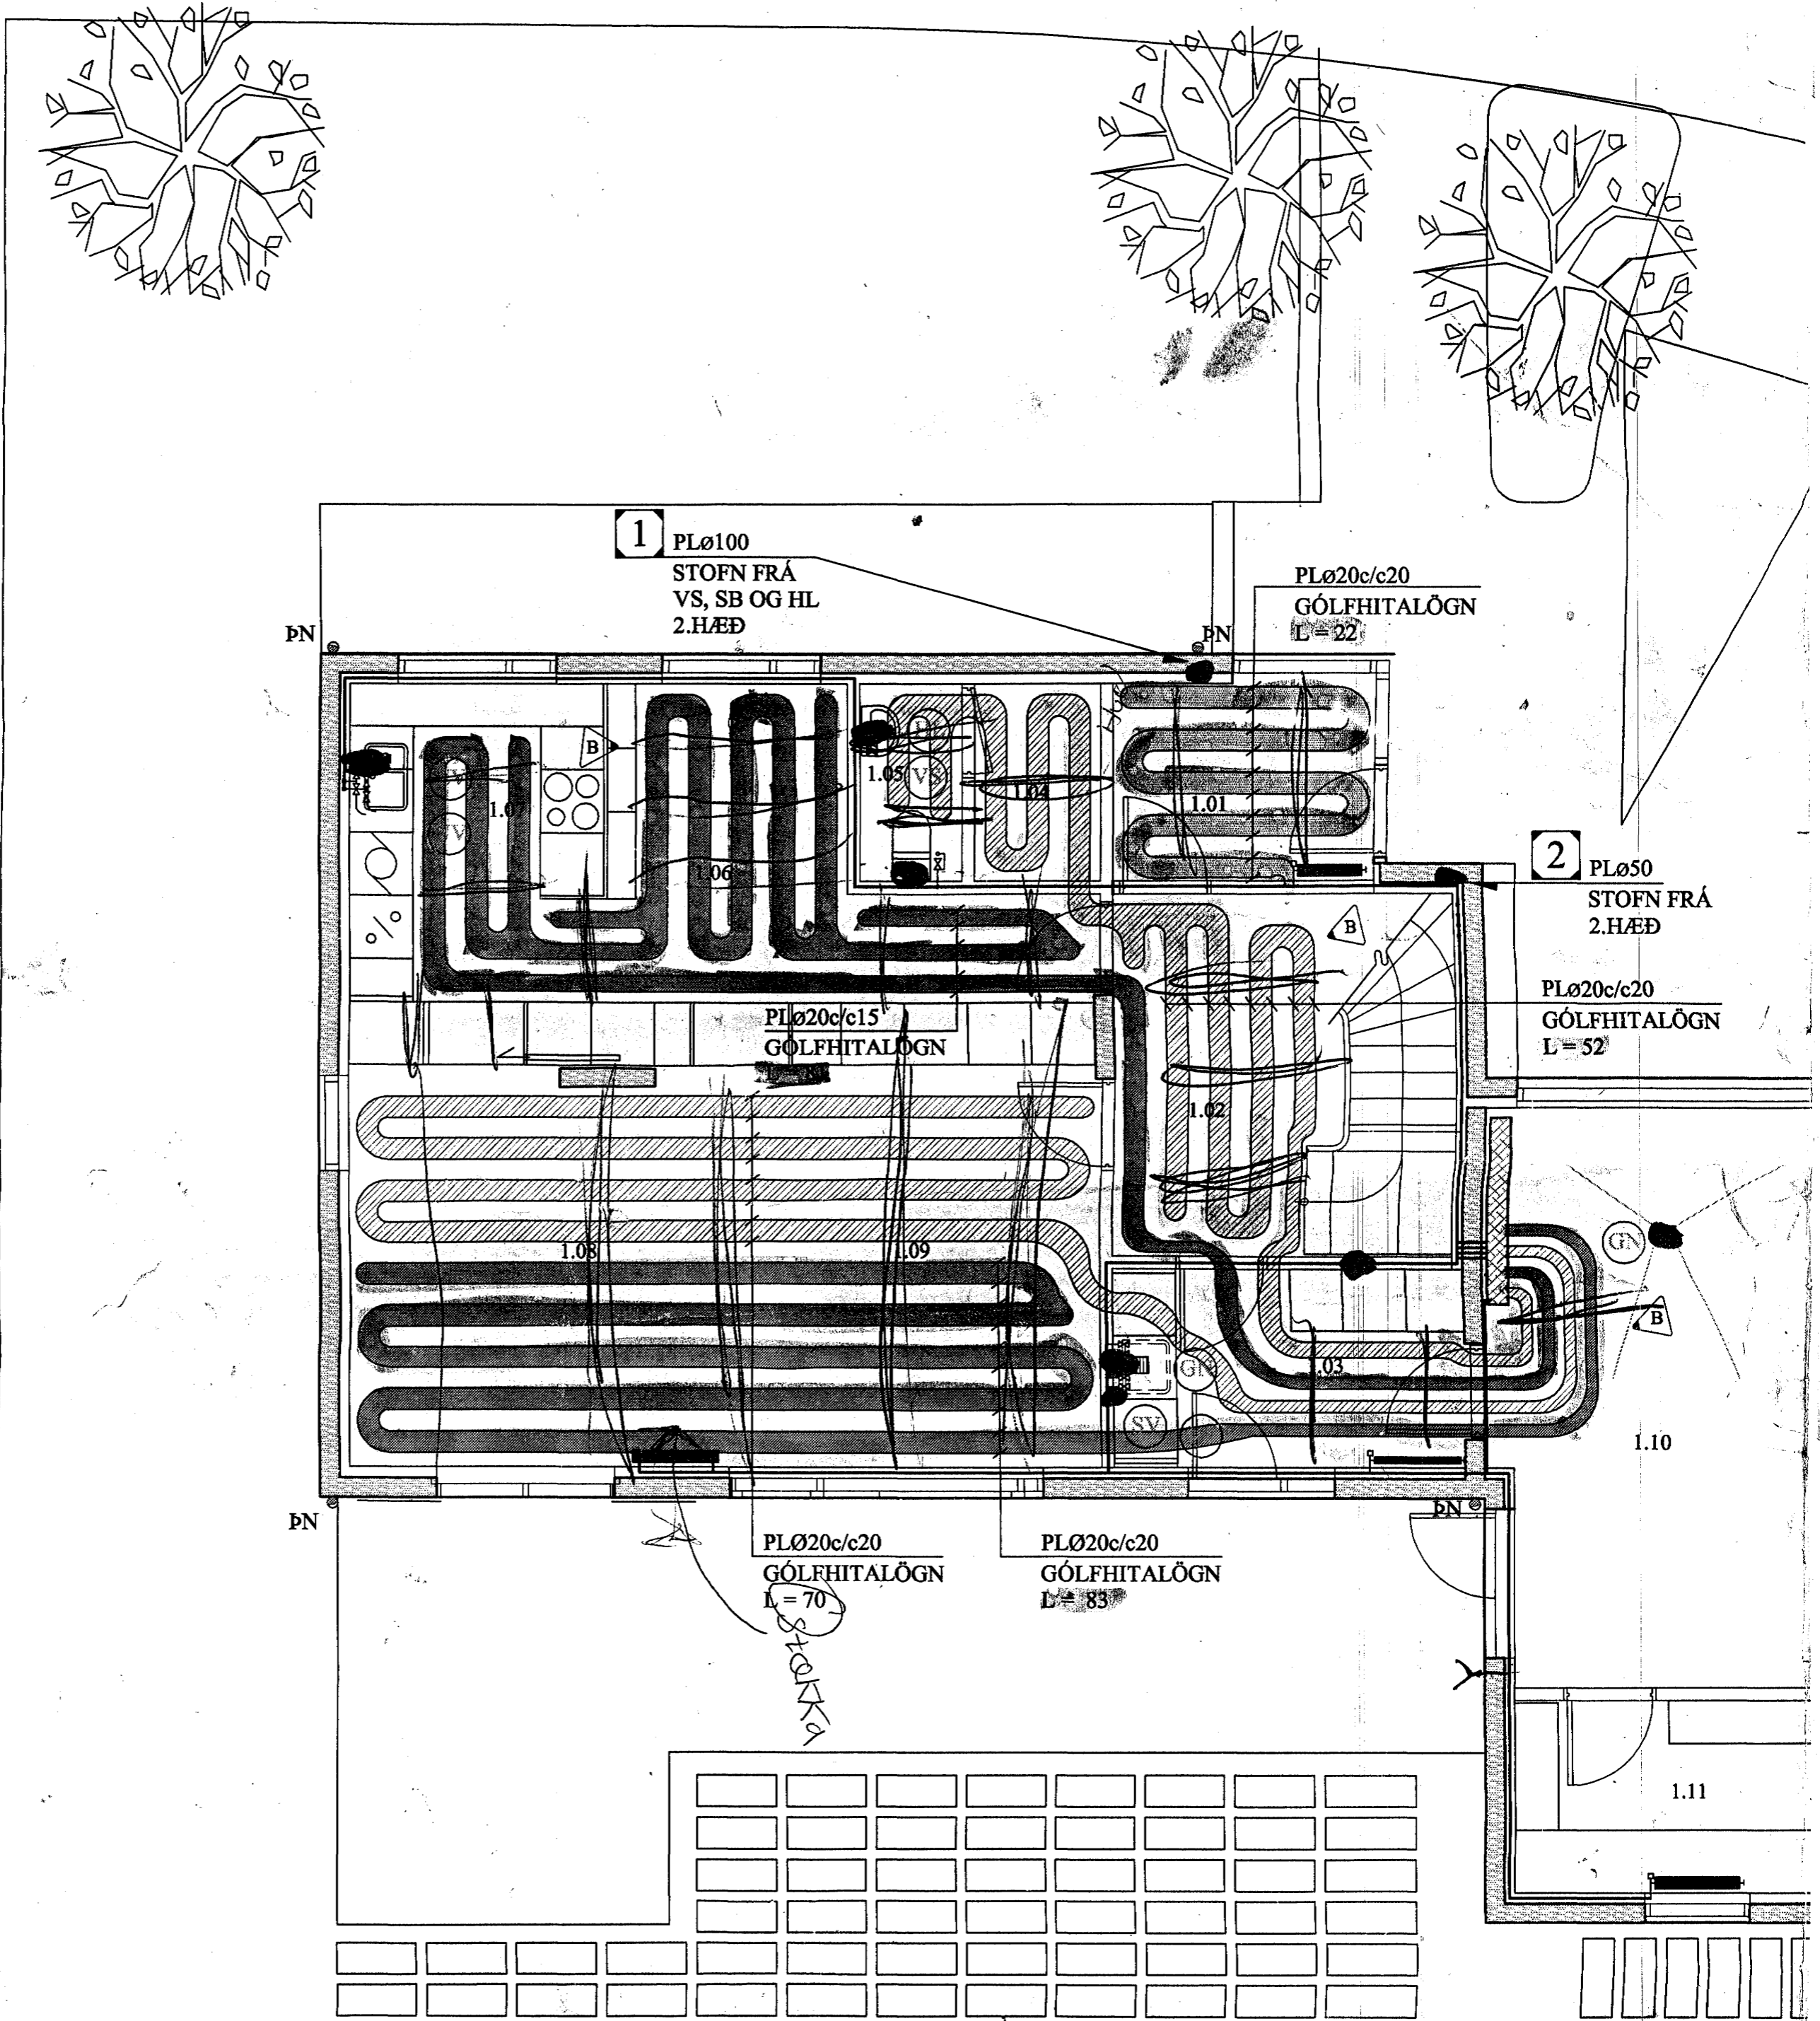 1
PLø100
STOFN FRÁ
VS, SB OG HL
2.HÆÐ
PLø20c/c20
GÓLFHITALÖGN
L = 22
ÞN
ÞN
B
1.05
VS
1.04
1.01
1.07
1.06
2
PLø50
STOFN FRÁ
2.HÆÐ
B
PLø20c/c20
GÓLFHITALÖGN
L = 52
PLø20c/c15
GÓLFHITALÖGN
1.02
1.08
1.09
GN
B
1.03
GN
SV
1.10
ÞN
ÞN
PLØ20c/c20
GÓLFHITALÖGN
L = 70
PLØ20c/c20
GÓLFHITALÖGN
L = 83
Stækka
1.11